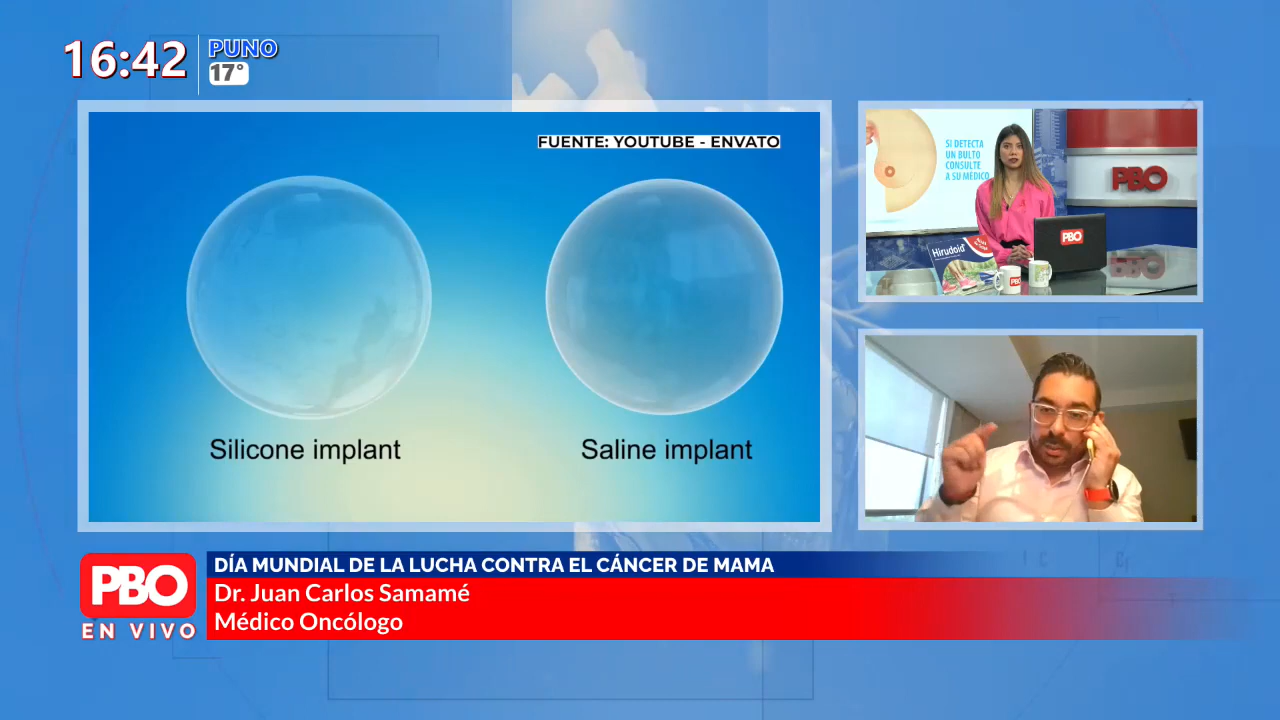 16:42
PUNO
17°
FUENTE: YOUTUBE - ENVATO
Silicone implant
Saline implant
SI DETECTA
UN BULTO
CONSULTE
A SU MÉDICO
PBO
PBO
Hirudoid
PBO
PBO
EN VIVO
DÍA MUNDIAL DE LA LUCHA CONTRA EL CÁNCER DE MAMA
Dr. Juan Carlos Samamé
Médico Oncólogo